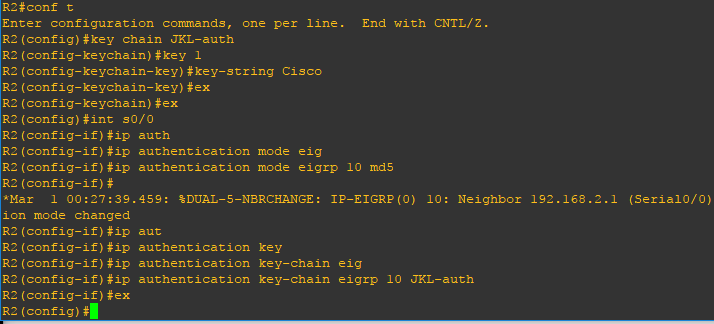 R2#conf t
Enter configuration commands, one per line.  End with CNTL/Z.
R2(config)#key chain JKL-auth
R2(config-keychain)#key 1
R2(config-keychain-key)#key-string Cisco
R2(config-keychain-key)#ex
R2(config-keychain)#ex
R2(config)#int s0/0
R2(config-if)#ip auth
R2(config-if)#ip authentication mode eig
R2(config-if)#ip authentication mode eigrp 10 md5
R2(config-if)#
*Mar  1 00:27:39.459: %DUAL-5-NBRCHANGE: IP-EIGRP(0) 10: Neighbor 192.168.2.1 (Serial0/0)
ion mode changed
R2(config-if)#ip aut
R2(config-if)#ip authentication key
R2(config-if)#ip authentication key-chain eig
R2(config-if)#ip authentication key-chain eigrp 10 JKL-auth
R2(config-if)#ex
R2(config)#